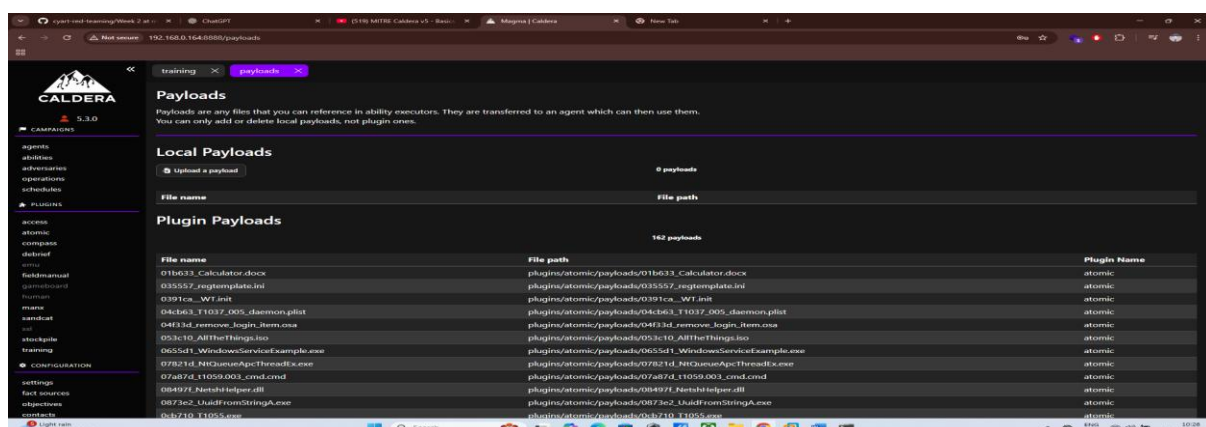 cyart-red-teaming/Week 2 at
ChatGPT
(519) MITRE Caldera v5 - Basic
Magma | Caldera
New Tab
Not secure 192.168.0.164:8888/payloads
CALDERA
5.3.0
CAMPAIGNS
agents
abilities
adversaries
operations
schedules
PLUGINS
access
atomic
compass
debrief
emu
fieldmanual
gameboard
human
manx
sandcat
ssl
stockpile
training
CONFIGURATION
settings
fact sources
objectives
contacts
training
payloads
Payloads
Payloads are any files that you can reference in ability executors. They are transferred to an agent which can then use them.
You can only add or delete local payloads, not plugin ones.
Local Payloads
Upload a payload
0 payloads
File name File path
Plugin Payloads
162 payloads
File name File path Plugin Name
01b633_Calculator.docx plugins/atomic/payloads/01b633_Calculator.docx atomic
035557_regtemplate.ini plugins/atomic/payloads/035557_regtemplate.ini atomic
0391ca__WT.init plugins/atomic/payloads/0391ca__WT.init atomic
04cb63_T1037_005_daemon.plist plugins/atomic/payloads/04cb63_T1037_005_daemon.plist atomic
04f33d_remove_login_item.osa plugins/atomic/payloads/04f33d_remove_login_item.osa atomic
053c10_AllTheThings.iso plugins/atomic/payloads/053c10_AllTheThings.iso atomic
0655d1_WindowsServiceExample.exe plugins/atomic/payloads/0655d1_WindowsServiceExample.exe atomic
07821d_NtQueueApcThreadEx.exe plugins/atomic/payloads/07821d_NtQueueApcThreadEx.exe atomic
07a87d_t1059.003_cmd.cmd plugins/atomic/payloads/07a87d_t1059.003_cmd.cmd atomic
08497f_NetshHelper.dll plugins/atomic/payloads/08497f_NetshHelper.dll atomic
0873e2_UuidFromStringA.exe plugins/atomic/payloads/0873e2_UuidFromStringA.exe atomic
0cb710_T1055.exe plugins/atomic/payloads/0cb710_T1055.exe atomic
Light rain
ENG
10:28